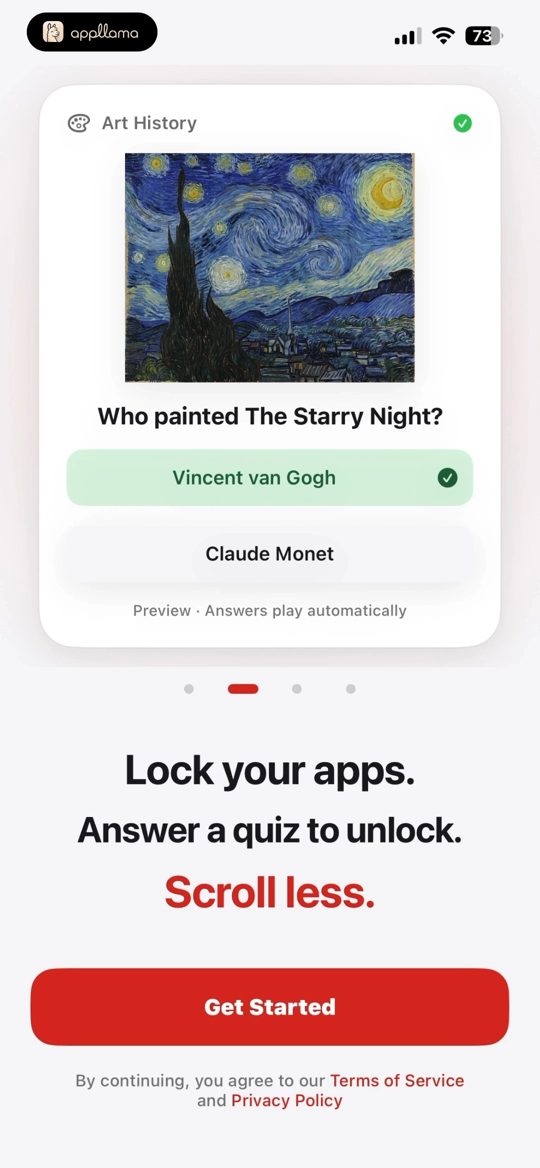 appllama
73
Art History
Who painted The Starry Night?
Vincent van Gogh
Claude Monet
Preview · Answers play automatically
Lock your apps.
Answer a quiz to unlock.
Scroll less.
Get Started
By continuing, you agree to our Terms of Service
and Privacy Policy